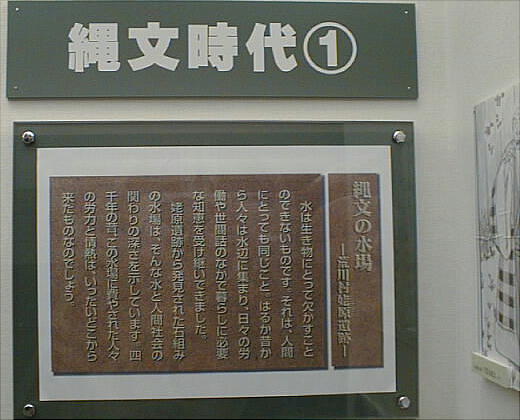 縄文時代①
縄文の水場
―荒川村姥原遺跡―
水は生き物にとって欠かすこと
のできないものです。それは、人間
にとっても同じこと。はるか昔か
ら人々は水辺に集まり、日々の労
働や世間話のなかで暮らしに必要
な知恵を受け継いできました。
姥原遺跡から発見された石組み
の水場は、そんな水と人間社会の
関わりの深さを示しています。四
千年の昔、この水場に費やされた人々
の労力と情熱は、いったいどこから
来たものなのでしょう。